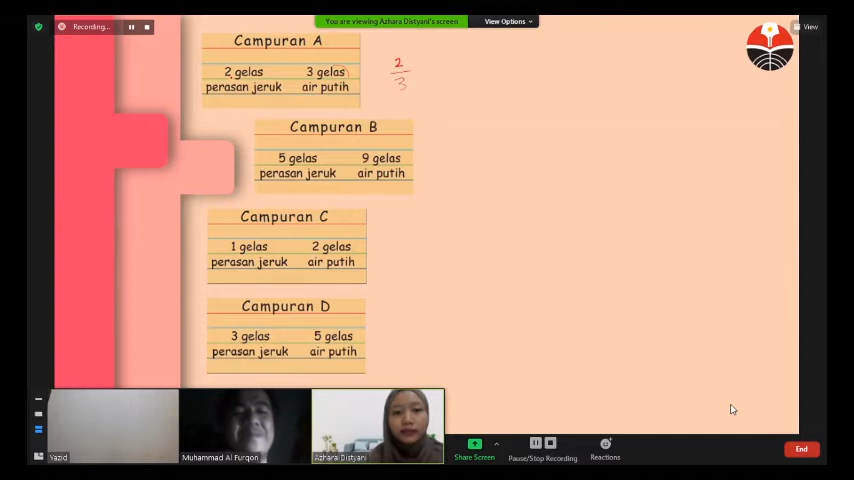 Recording...
You are viewing Azhara Distyani's screen
View Options
View
Campuran A
2 gelas 3 gelas
perasan jeruk air putih
2
3
Campuran B
5 gelas 9 gelas
perasan jeruk air putih
Campuran C
1 gelas 2 gelas
perasan jeruk air putih
Campuran D
3 gelas 5 gelas
perasan jeruk air putih
Yazid
Muhammad Al Furqon
Azhara Distyani
Share Screen
Pause/Stop Recording
Reactions
End